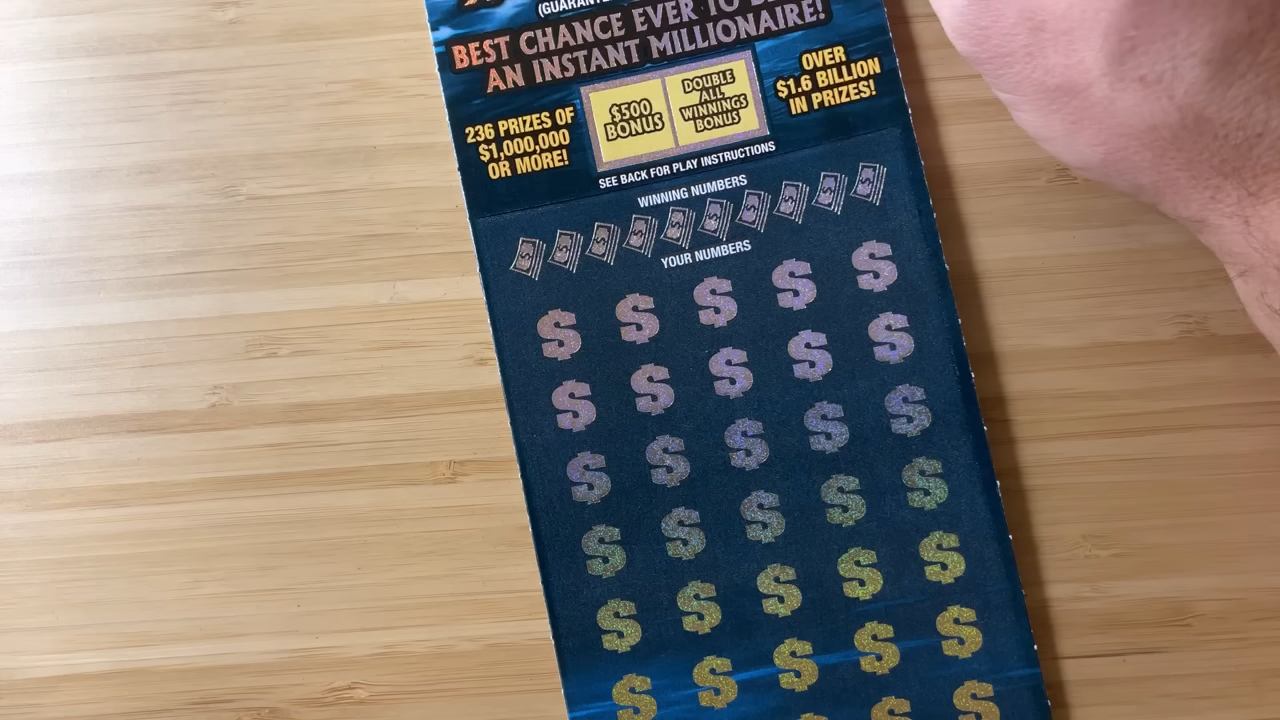 (GUARANTE
BEST CHANCE EVER TO BE
AN INSTANT MILLIONAIRE!
236 PRIZES OF
$1,000,000
OR MORE!
$500
BONUS
DOUBLE
ALL
WINNINGS
BONUS
OVER
$1.6 BILLION
IN PRIZES!
SEE BACK FOR PLAY INSTRUCTIONS
WINNING NUMBERS
YOUR NUMBERS